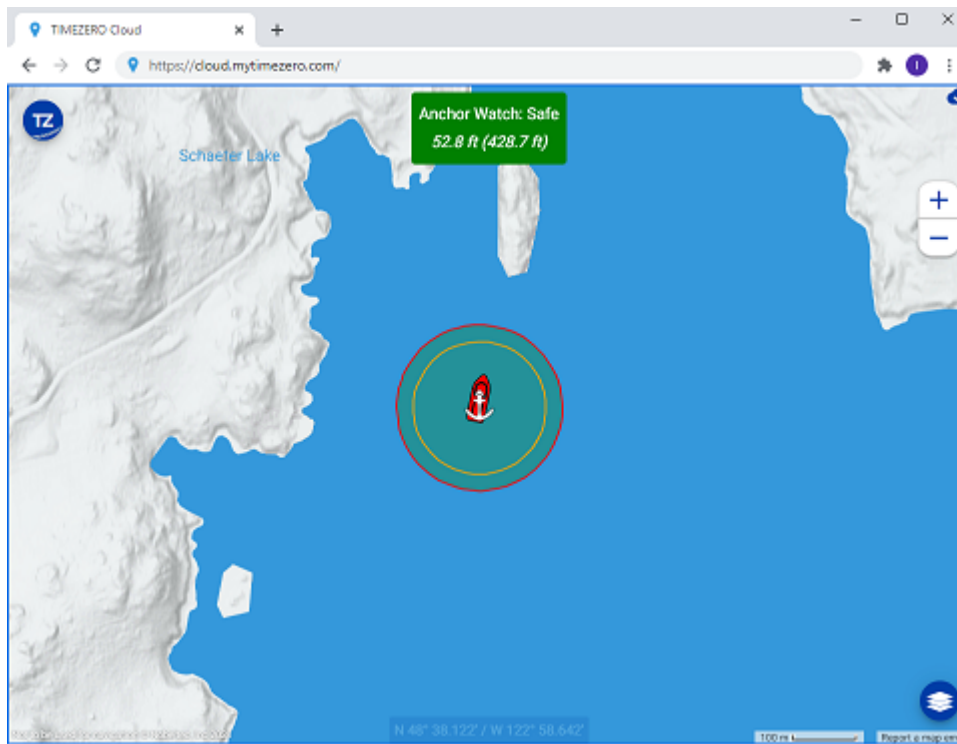 TIMEZERO Cloud
https://cloud.mytimezero.com/
TZ
Anchor Watch: Safe
52.8 ft (428.7 ft)
Schaefer Lake
N 48° 38.122' / W 122° 58.642'
100 m
Report a map